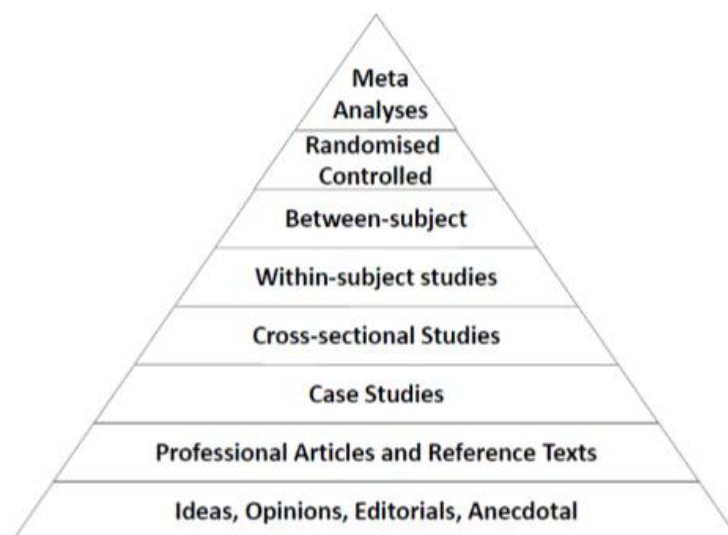 Meta
Analyses
Randomised
Controlled
Between-subject
Within-subject studies
Cross-sectional Studies
Case Studies
Professional Articles and Reference Texts
Ideas, Opinions, Editorials, Anecdotal